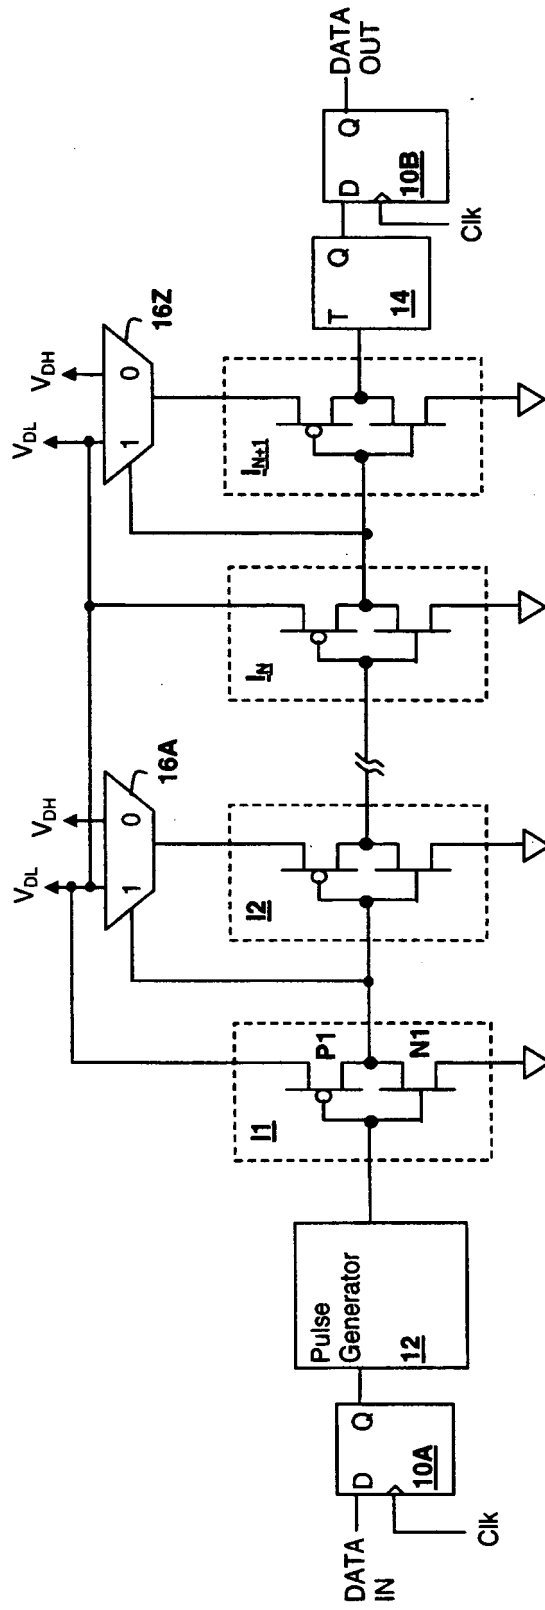 DATA
IN
D
Q
10A
Clk
Pulse
Generator
12
I1
P1
N1
V_DL
V_DH
1
0
16A
I2
I_N
V_DL
V_DH
1
0
16Z
I_N+1
T
Q
14
D
Q
10B
Clk
DATA
OUT